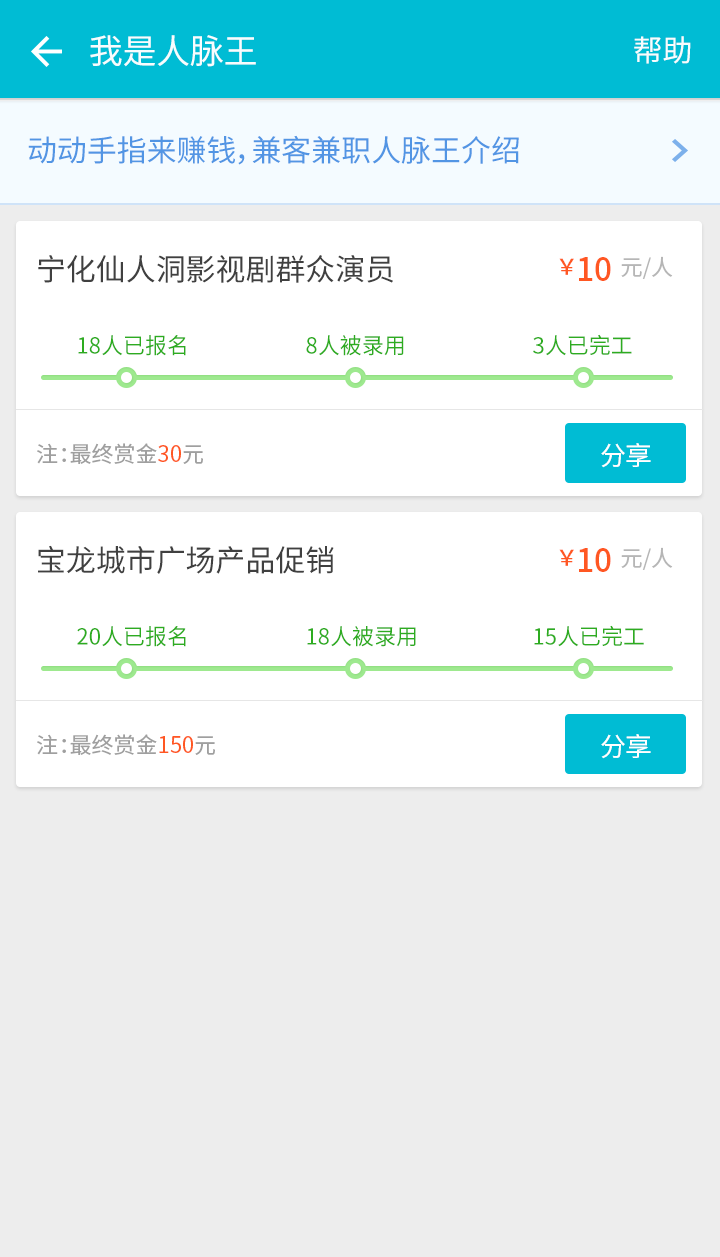 我是人脉王 帮助
动动手指来赚钱，兼客兼职人脉王介绍
宁化仙人洞影视剧群众演员 ¥10 元/人
18人已报名 8人被录用 3人已完工
注：最终赏金30元 分享
宝龙城市广场产品促销 ¥10 元/人
20人已报名 18人被录用 15人已完工
注：最终赏金150元 分享